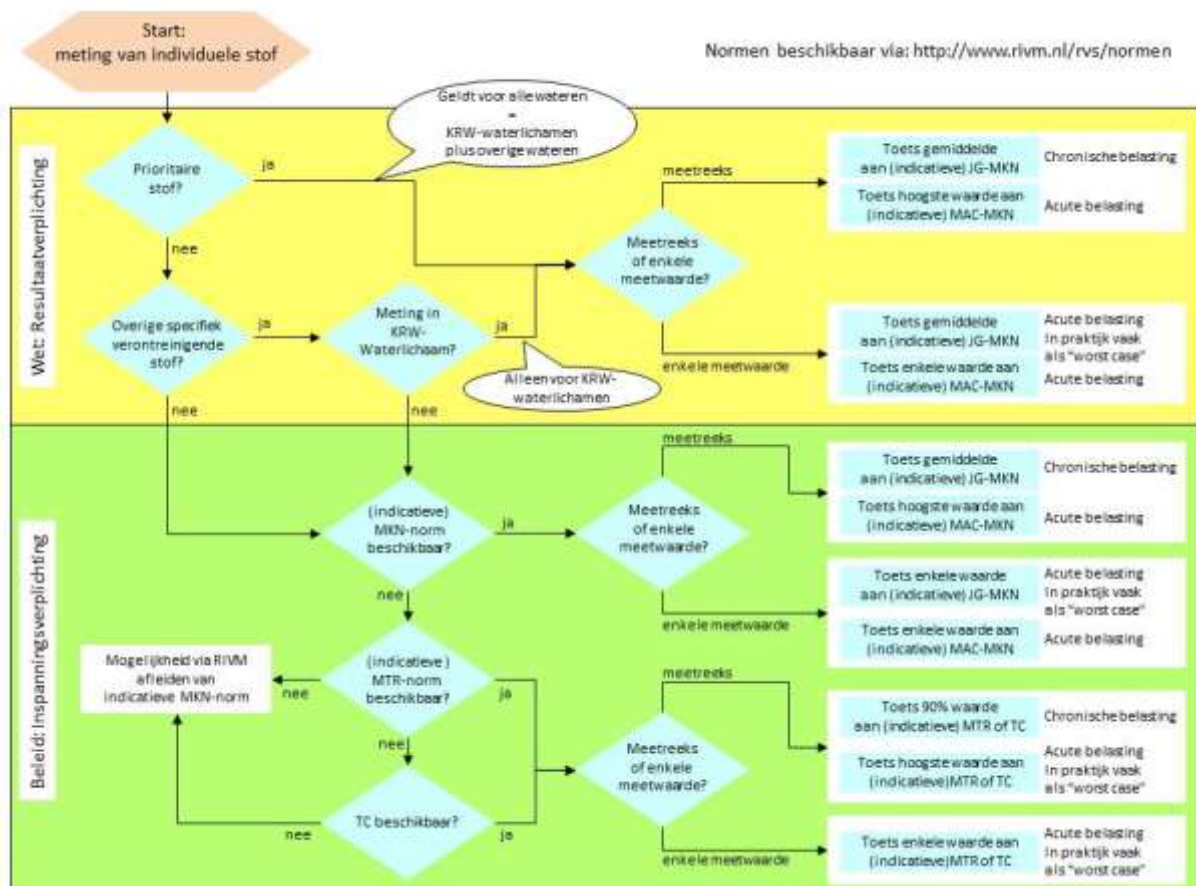 Start:
meting van individuele stof
Normen beschikbaar via: http://www.rivm.nl/rvs/normen
Geldt voor alle wateren
=
KRW-waterlichamen
plus overige wateren
Wet: Resultaatverplichting
Prioritaire
stof?
ja
nee
meetreeks
Toets gemiddelde
aan (indicatieve) JG-MKN
Chronische belasting
Toets hoogste waarde aan
(indicatieve) MAC-MKN
Acute belasting
Meetreeks
of enkele
meetwaarde?
Overige specifiek
verontreinigende
stof?
ja
Meting in
KRW-
Waterlichaam?
ja
Alleen voor KRW-
waterlichamen
enkele meetwaarde
Toets gemiddelde
aan (indicatieve) JG-MKN
Acute belasting
In praktijk vaak
als "worst case"
Toets enkele waarde aan
(indicatieve) MAC-MKN
Acute belasting
nee
nee
Beleid: Inspanningsverplichting
(indicatieve)
MKN-norm
beschikbaar?
ja
nee
Meetreeks
of enkele
meetwaarde?
meetreeks
Toets gemiddelde
aan (indicatieve) JG-MKN
Chronische belasting
Toets hoogste waarde aan
(indicatieve) MAC-MKN
Acute belasting
enkele meetwaarde
Toets enkele waarde
aan (indicatieve) JG-MKN
Acute belasting
In praktijk vaak
als "worst case"
Toets enkele waarde aan
(indicatieve) MAC-MKN
Acute belasting
Mogelijkheid via RIVM
afleiden van
indicatieve MKN-norm
nee
(indicatieve )
MTR-norm
beschikbaar?
ja
nee
TC beschikbaar?
nee
ja
Meetreeks
of enkele
meetwaarde?
meetreeks
Toets 90% waarde
aan (indicatieve) MTR of TC
Chronische belasting
Toets hoogste waarde aan
(indicatieve)MTR of TC
Acute belasting
In praktijk vaak
als "worst case"
enkele meetwaarde
Toets enkele waarde aan
(indicatieve)MTR of TC
Acute belasting
In praktijk vaak
als "worst case"